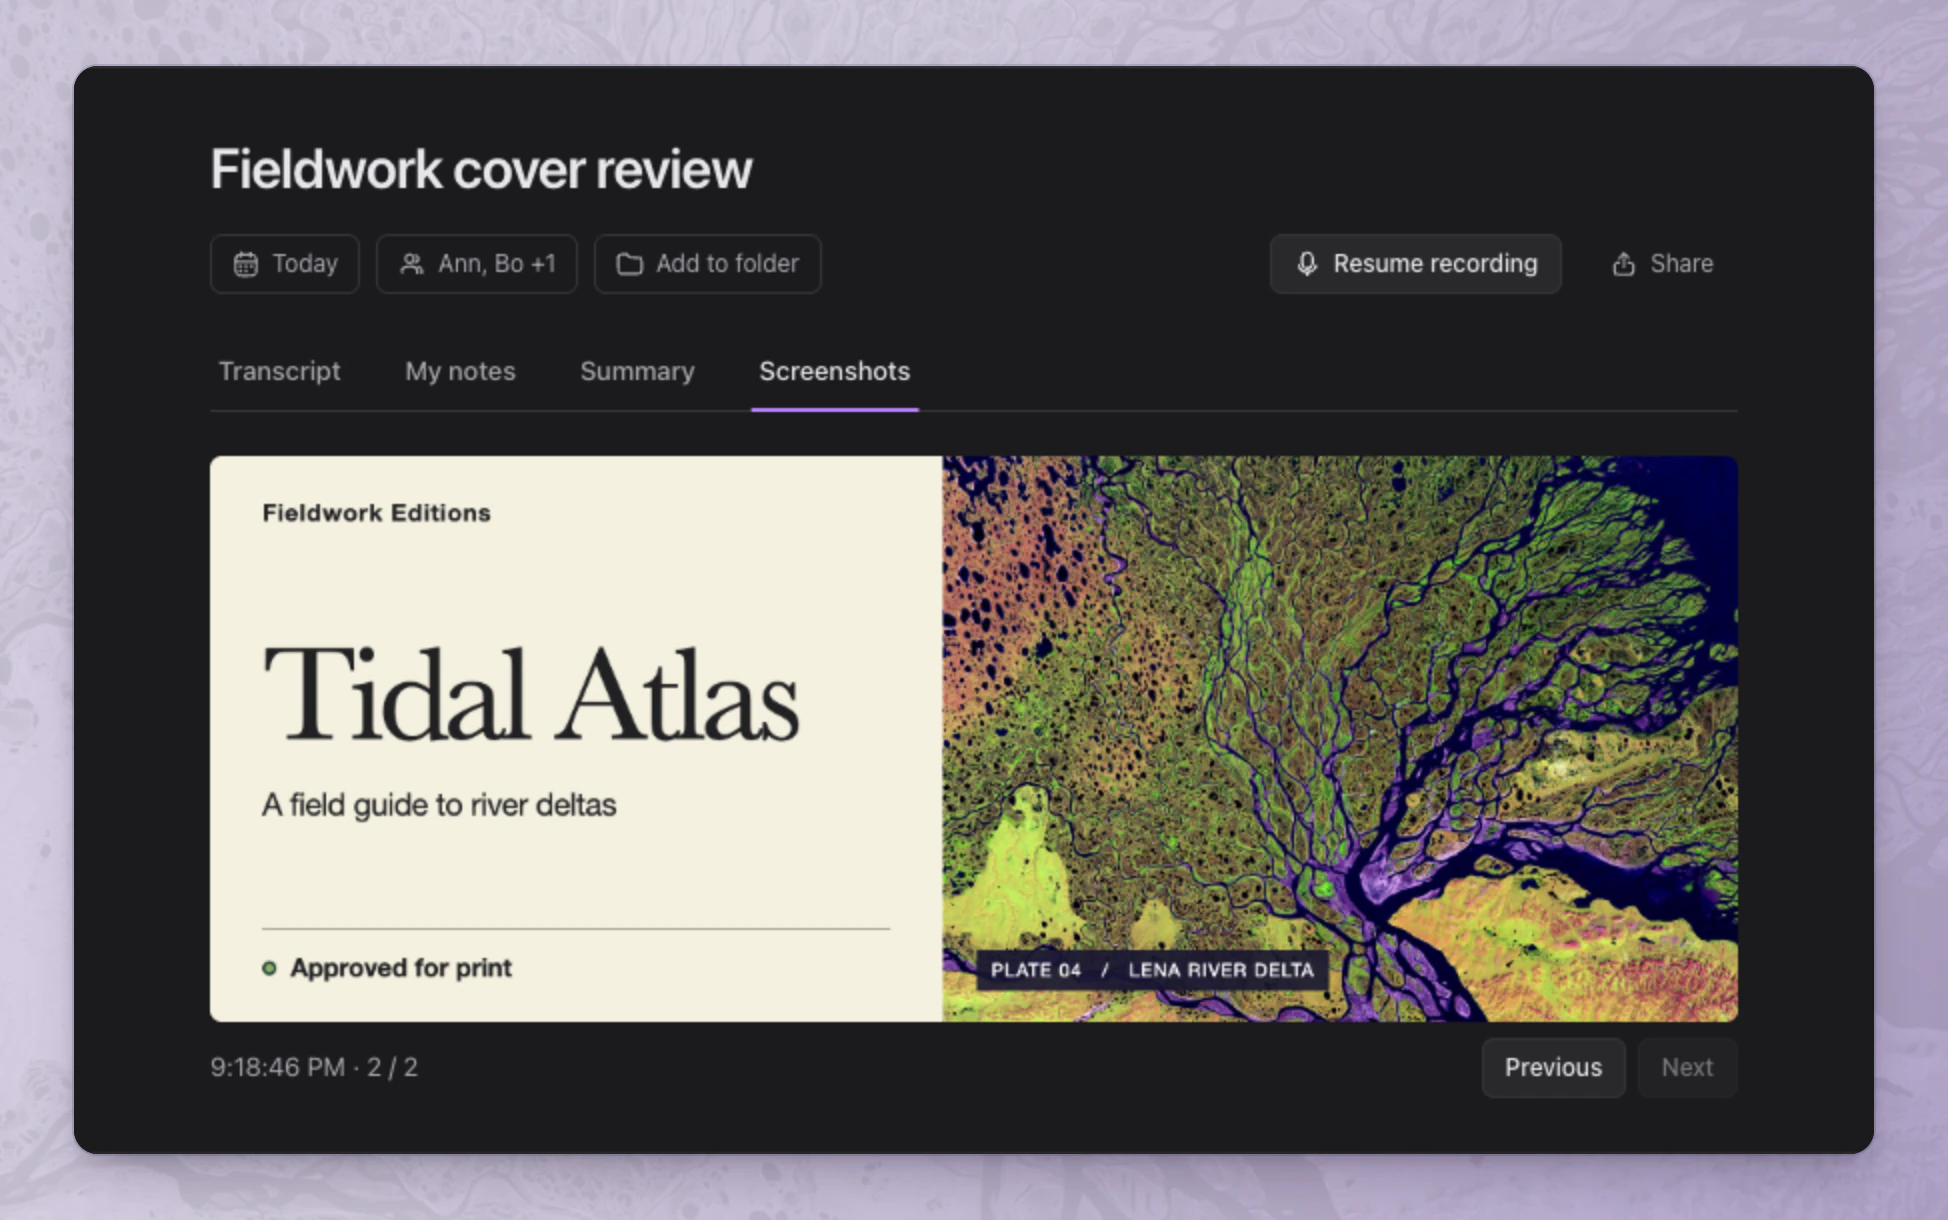 Fieldwork cover review
Today
Ann, Bo +1
Add to folder
Resume recording
Share
Transcript
My notes
Summary
Screenshots
Fieldwork Editions
Tidal Atlas
A field guide to river deltas
Approved for print
PLATE 04 / LENA RIVER DELTA
9:18:46 PM · 2 / 2
Previous
Next